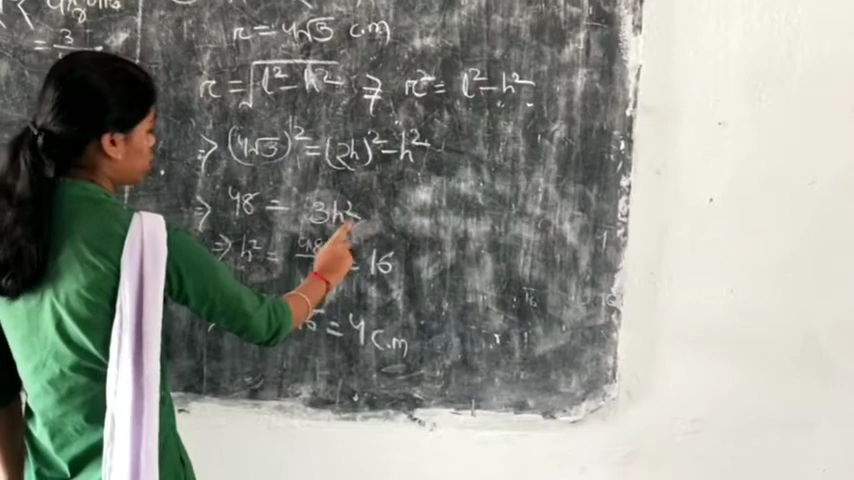 = 3
r = 4√3 cm
r = √l² - h² ⇒ r² = l² - h²
⇒ (4√3)² = (2h)² - h²
⇒ 48 = 3h²
⇒ h² = 48 = 16
= 4 c.m